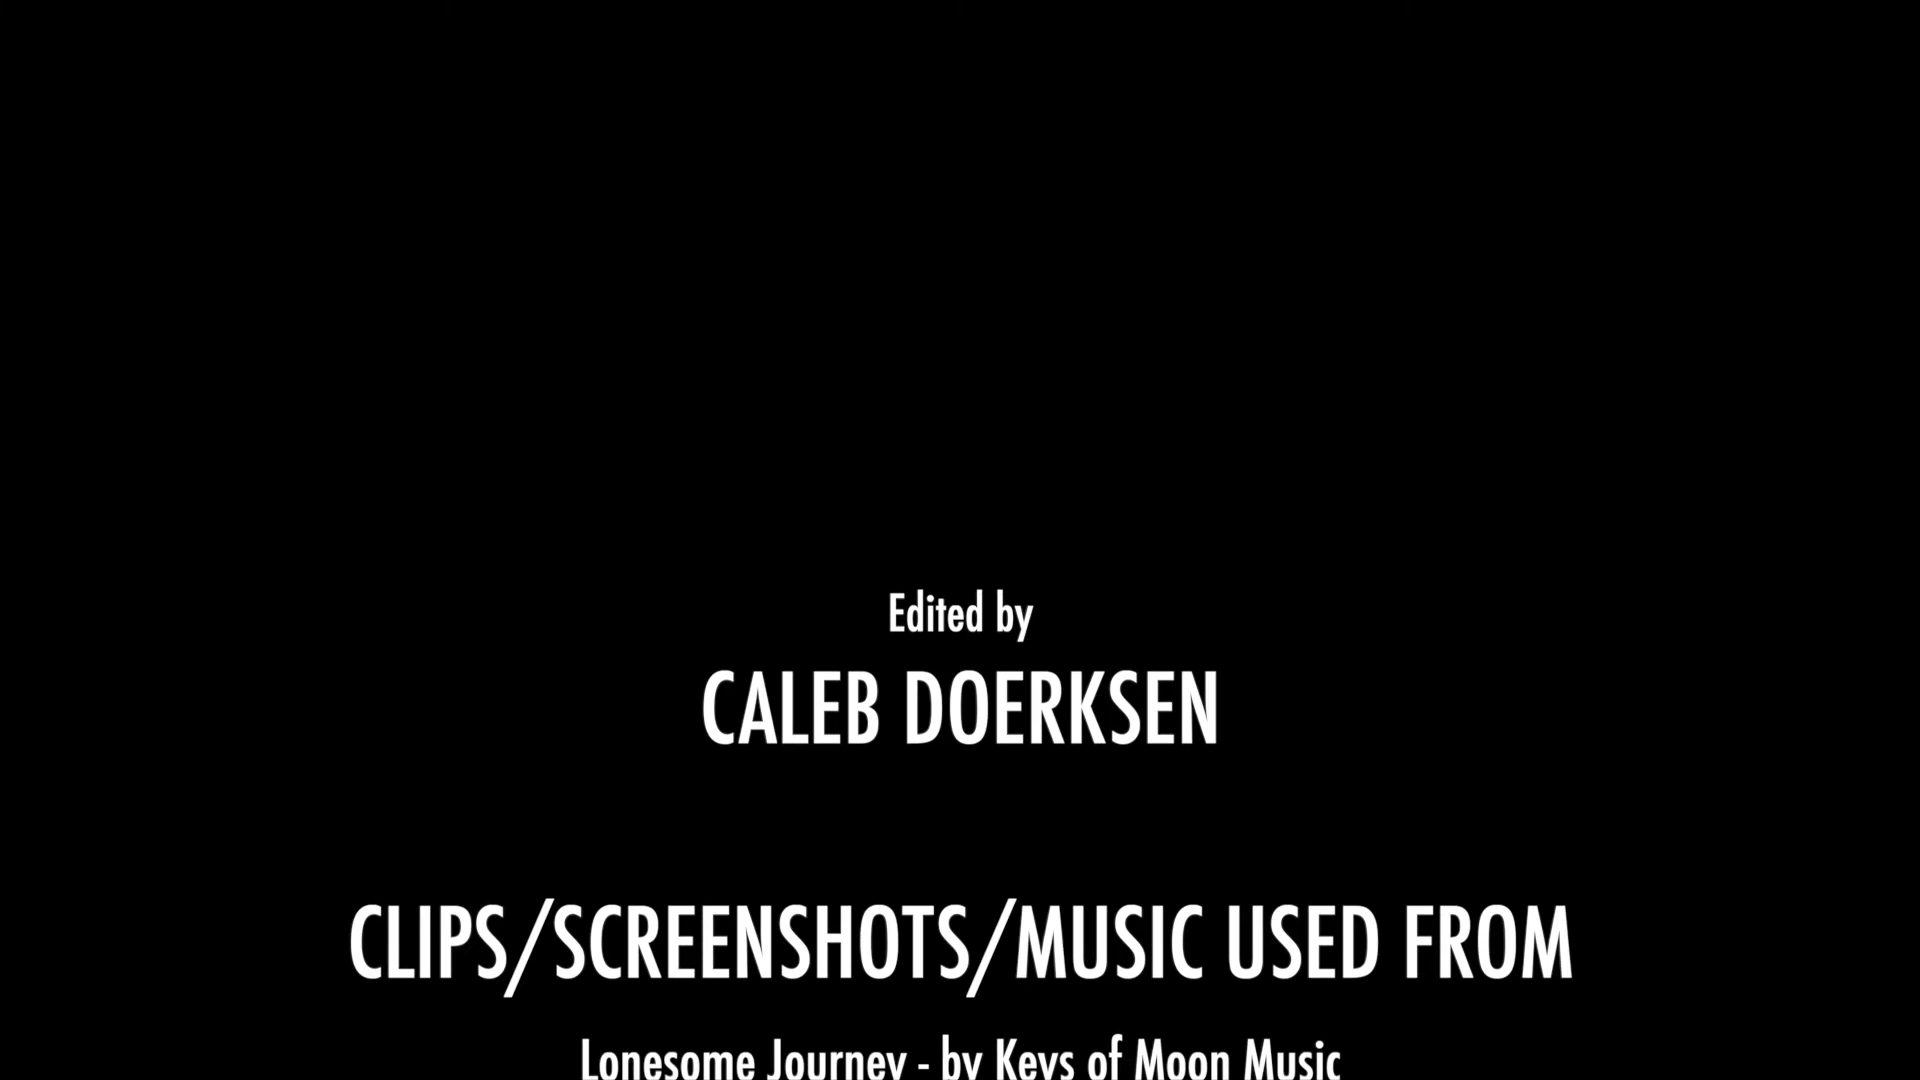 Edited by
CALEB DOERKSEN
CLIPS/SCREENSHOTS/MUSIC USED FROM
Lonesome Journey - by Keys of Moon Music